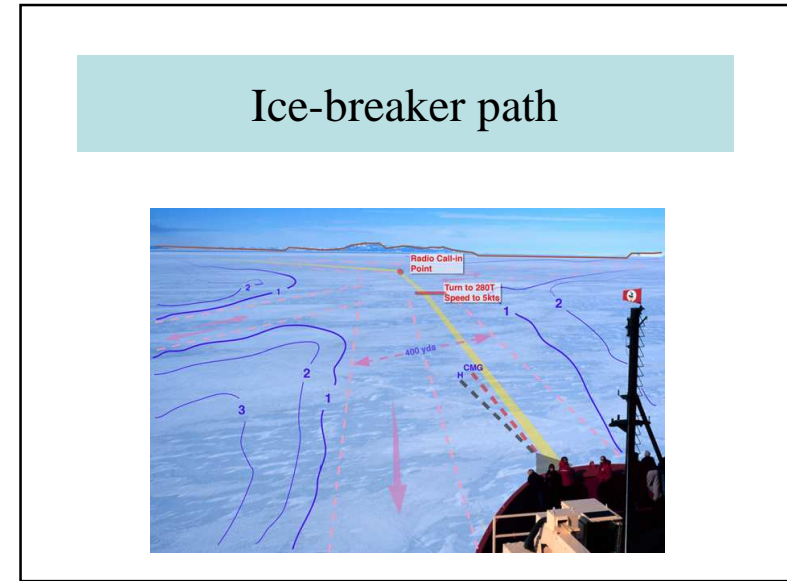 Ice-breaker path
Radio Call-in
Point
Turn to 280T
Speed to 5kts
2
1
1
2
400 yds
CMG
H
2
1
3